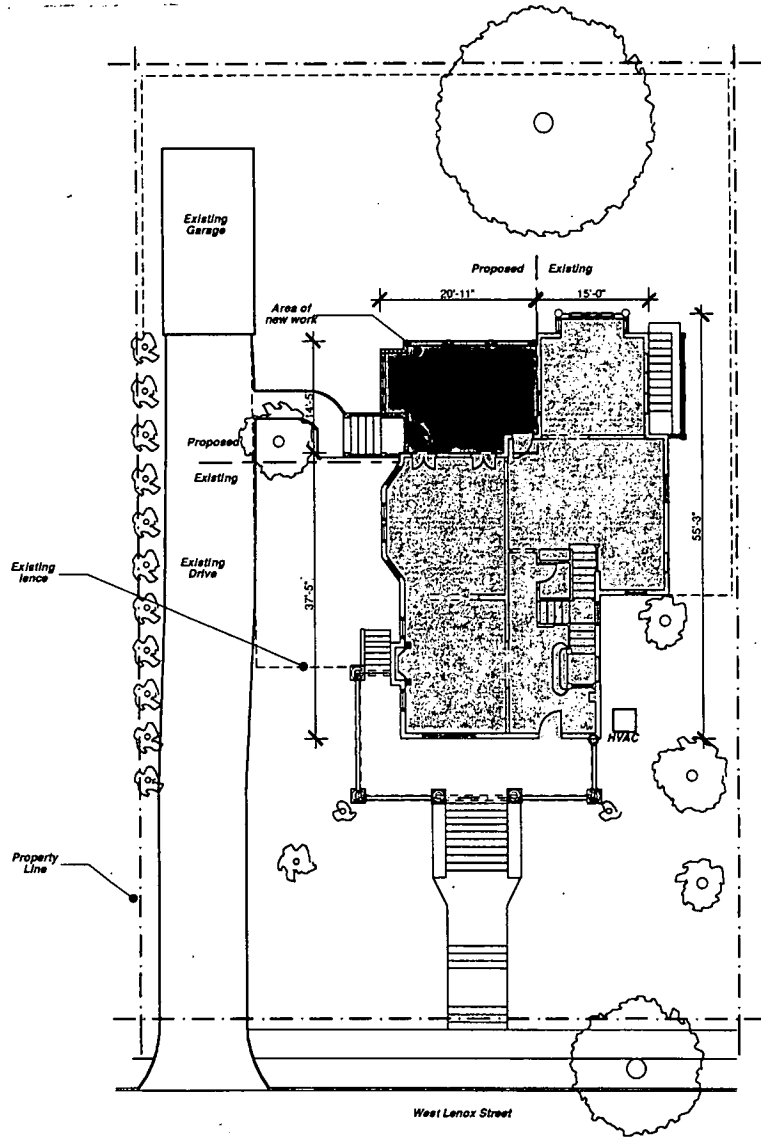 Existing
Garage
Proposed
Existing
20'-11"
15'-0"
Area of
new work
14'-5
Proposed
Existing
55'-3"
Existing
Drive
Existing
fence
37'-5"
HVAC
Property
Line
West Lenox Street